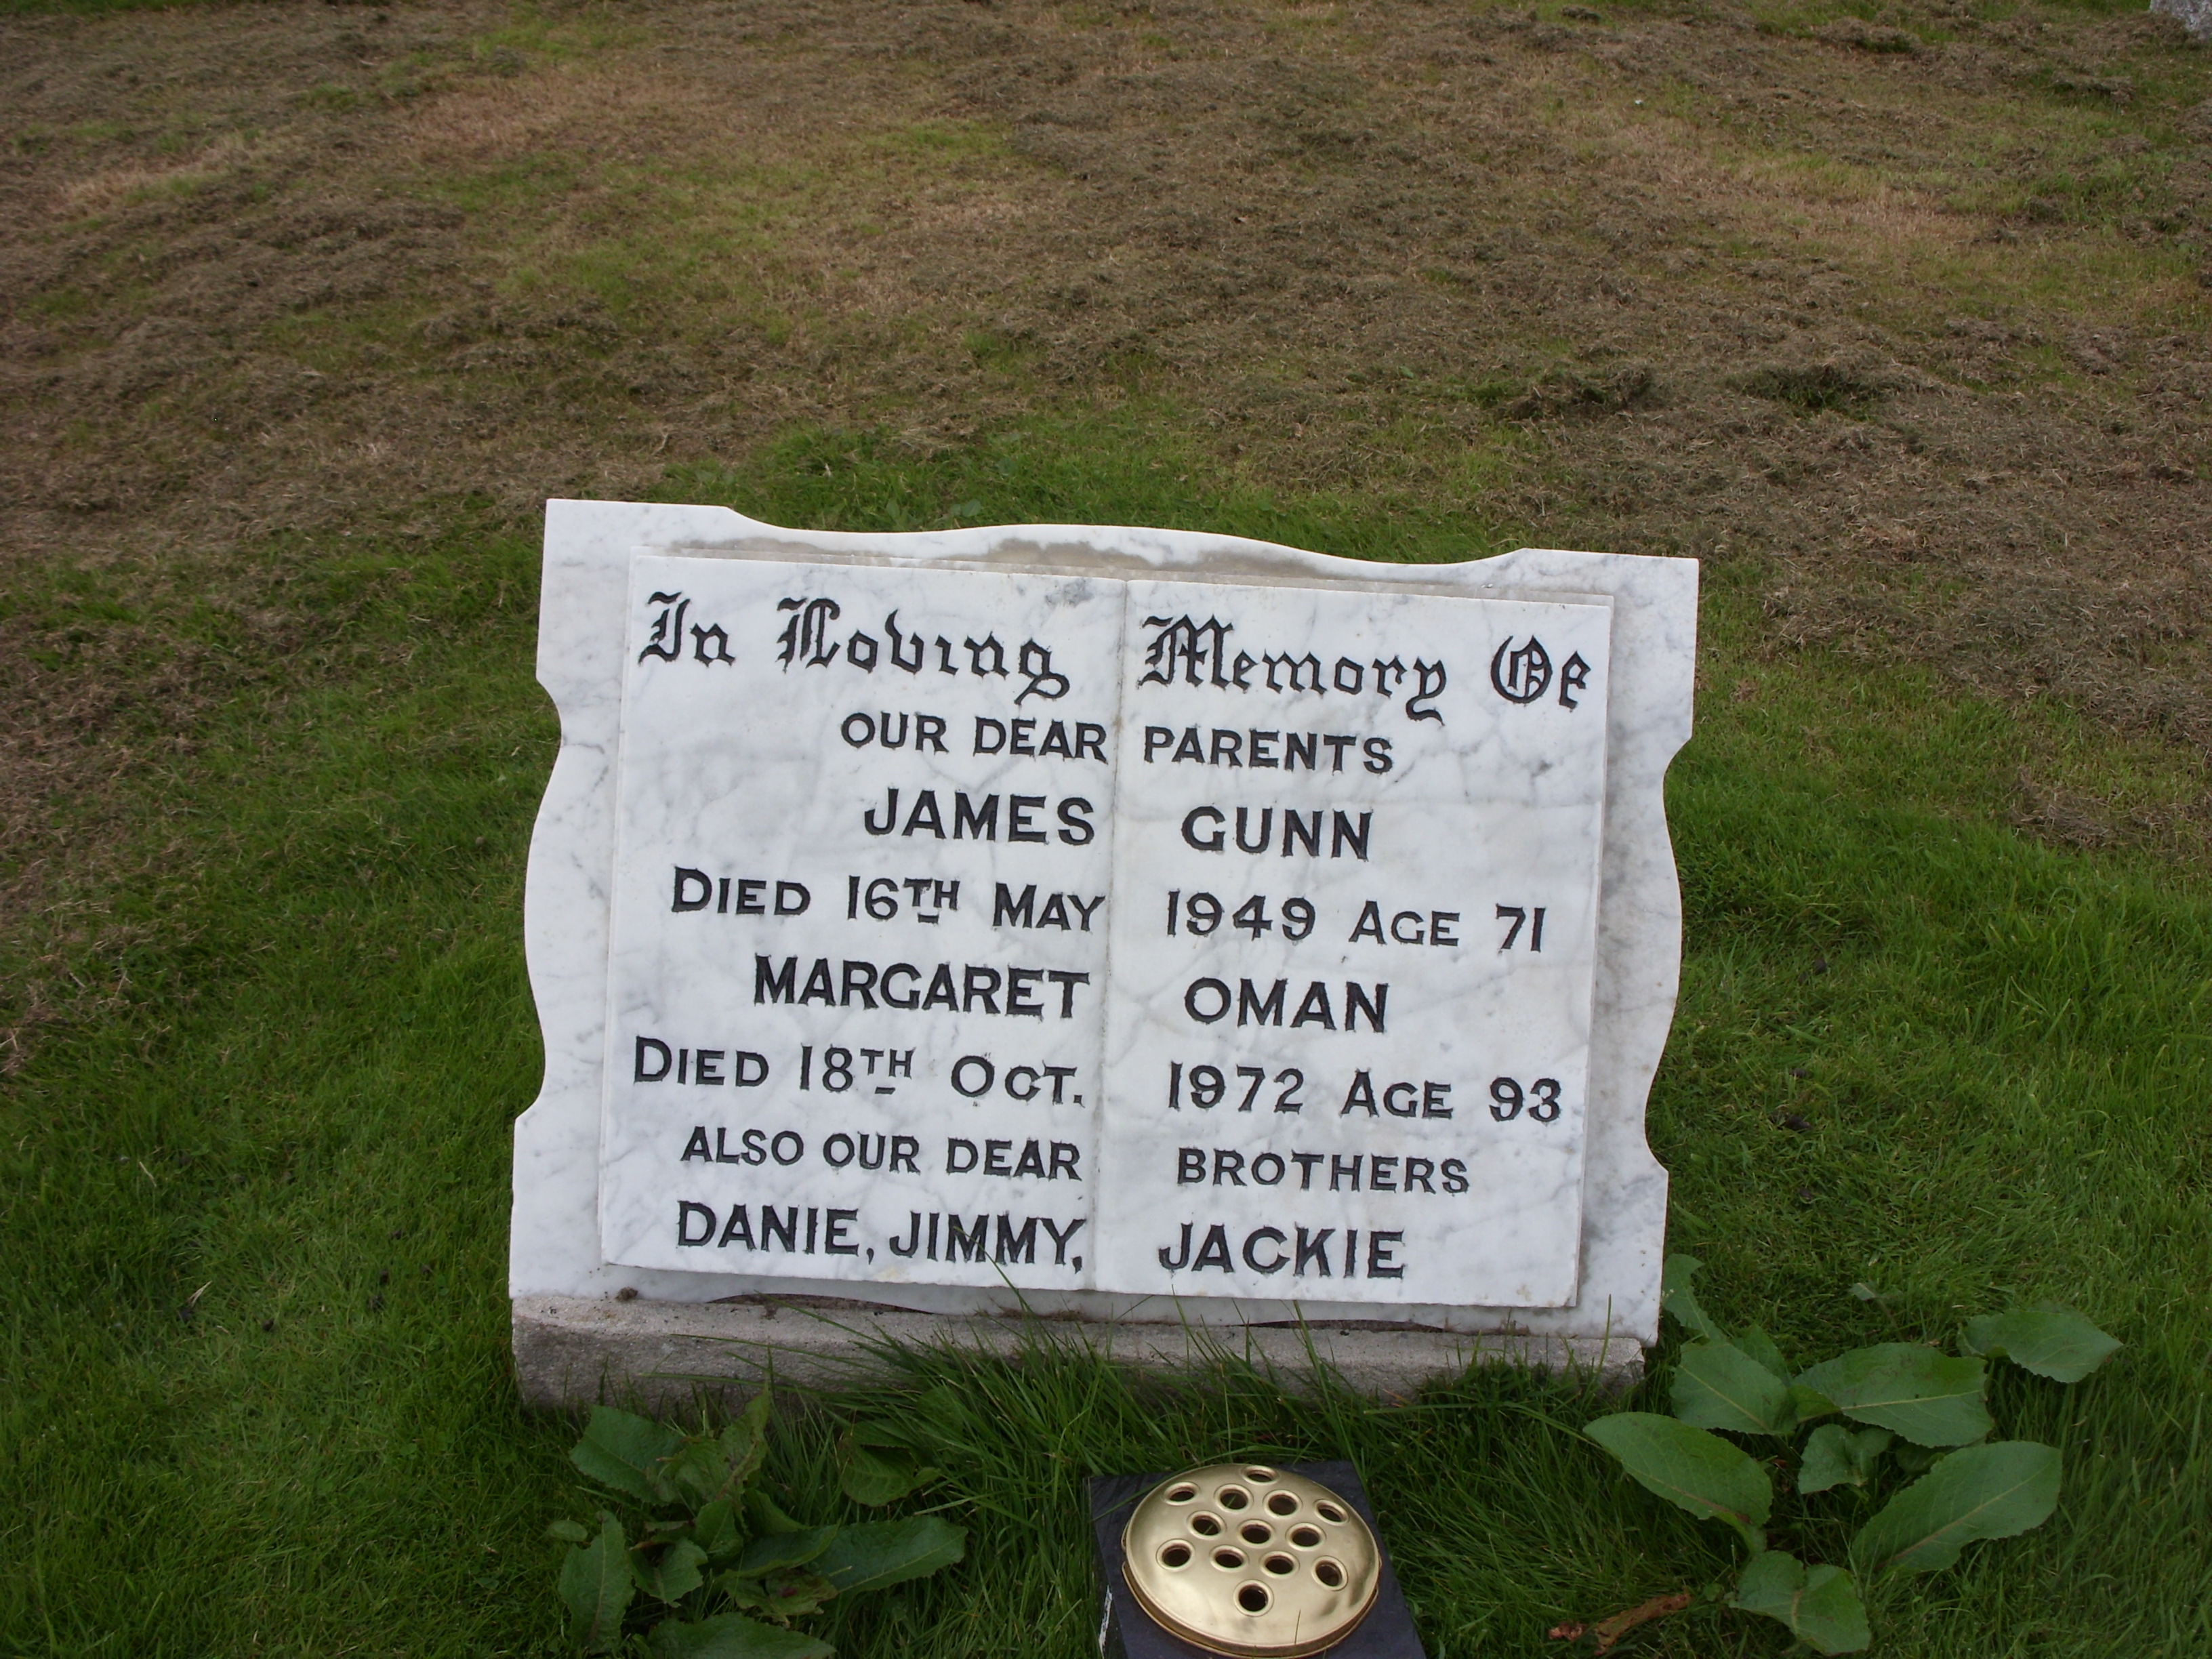 In Loving Memory Of
OUR DEAR PARENTS
JAMES GUNN
DIED 16TH MAY 1949 AGE 71
MARGARET OMAN
DIED 18TH OCT. 1972 AGE 93
ALSO OUR DEAR BROTHERS
DANIE, JIMMY, JACKIE